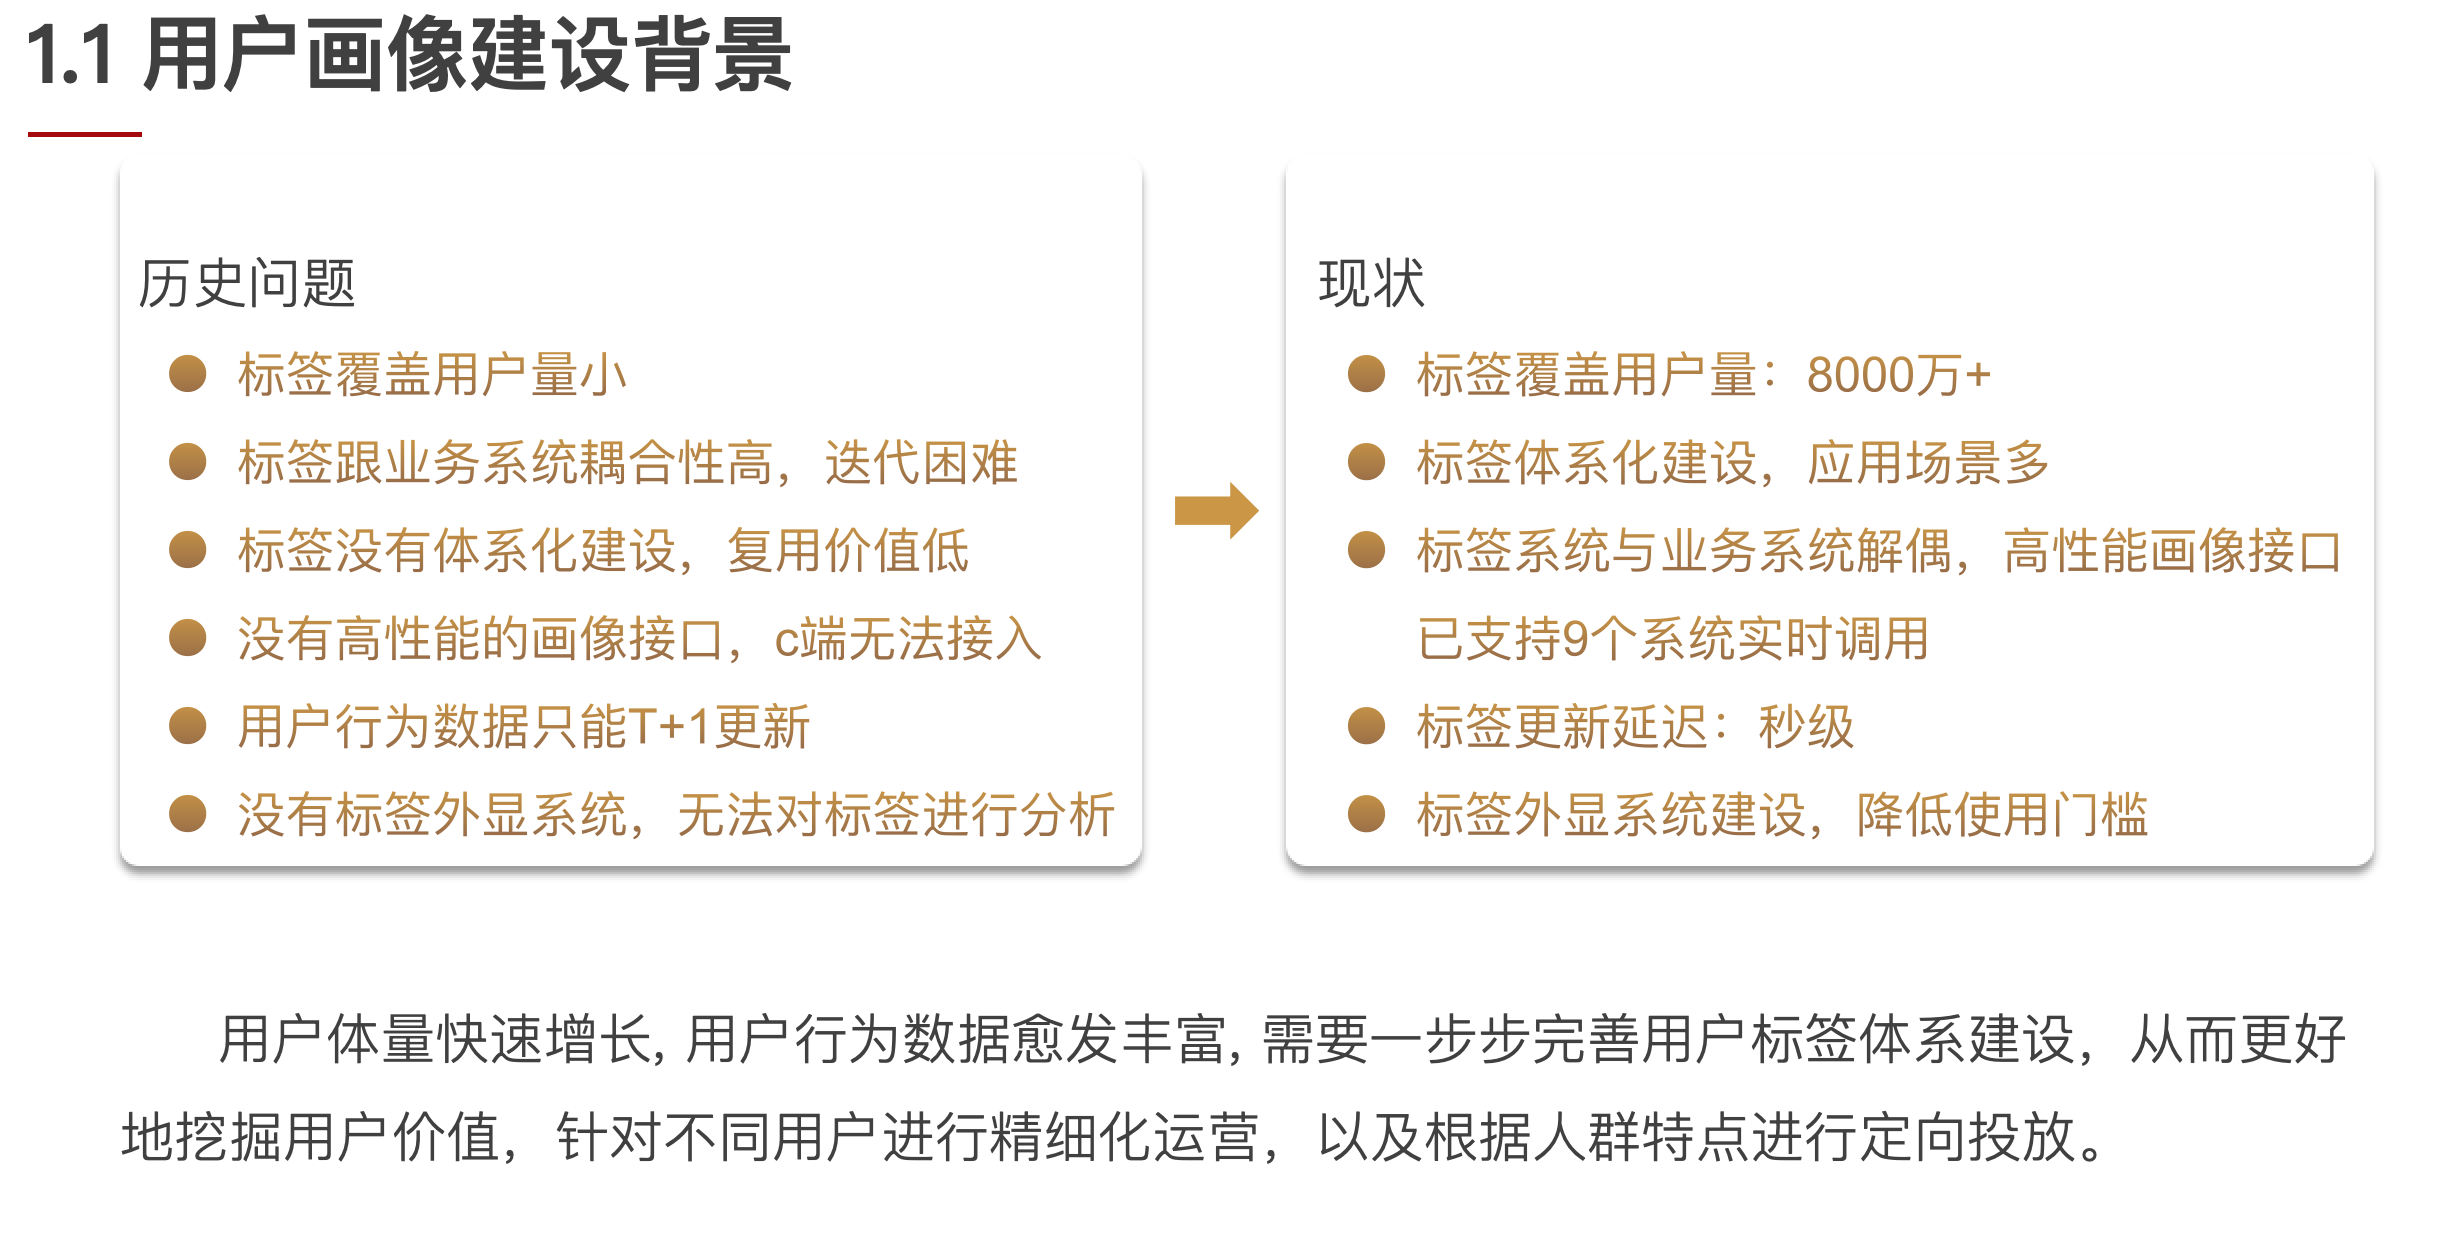 1.1 用户画像建设背景
历史问题
标签覆盖用户量小
标签跟业务系统耦合性高，迭代困难
标签没有体系化建设，复用价值低
没有高性能的画像接口，c端无法接入
用户行为数据只能T+1更新
没有标签外显系统，无法对标签进行分析
现状
标签覆盖用户量：8000万+
标签体系化建设，应用场景多
标签系统与业务系统解偶，高性能画像接口
已支持9个系统实时调用
标签更新延迟：秒级
标签外显系统建设，降低使用门槛
用户体量快速增长, 用户行为数据愈发丰富, 需要一步步完善用户标签体系建设，从而更好
地挖掘用户价值，针对不同用户进行精细化运营，以及根据人群特点进行定向投放。